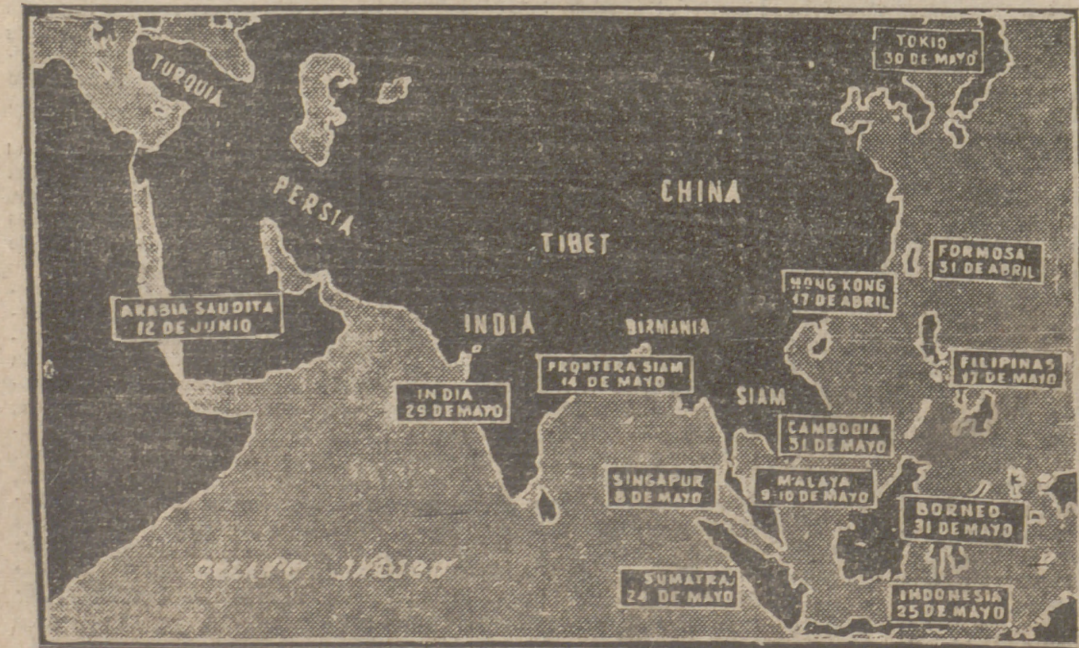 TOKIO
30 DE MAYO
TURQUIA
PERSIA
CHINA
TIBET
FORMOSA
31 DE ABRIL
HONG KONG
17 DE ABRIL
ARABIA SAUDITA
12 DE JUNIO
INDIA
BIRMANIA
FRONTERA SIAM
14 DE MAYO
FILIPINAS
17 DE MAYO
INDIA
29 DE MAYO
SIAM
CAMBODIA
31 DE MAYO
SINGAPUR
8 DE MAYO
MALAYA
9-10 DE MAYO
BORNEO
31 DE MAYO
OCEANO INDICO
SUMATRA
24 DE MAYO
INDONESIA
25 DE MAYO